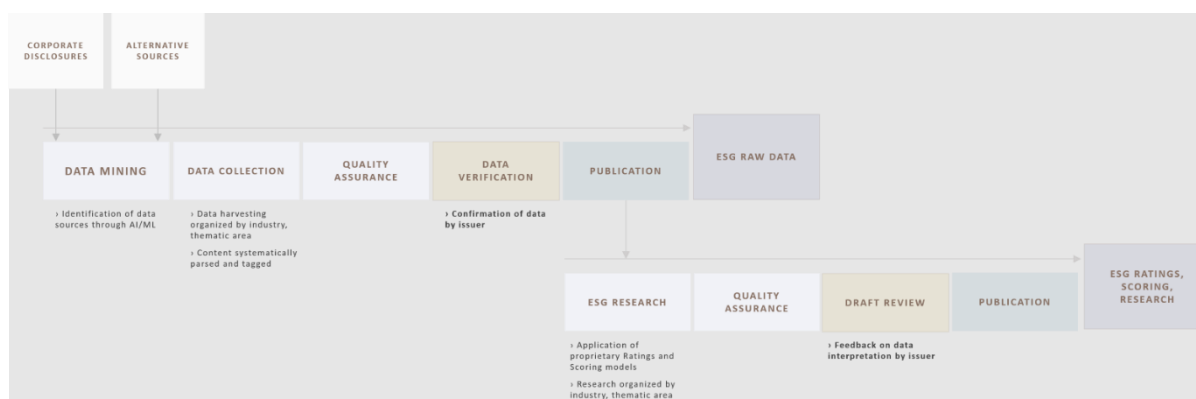 CORPORATE
DISCLOSURES
ALTERNATIVE
SOURCES
DATA MINING
DATA COLLECTION
QUALITY
ASSURANCE
DATA
VERIFICATION
PUBLICATION
ESG RAW DATA
› Identification of data
sources through AI/ML
› Data harvesting
organized by industry,
thematic area
› Content systematically
parsed and tagged
› Confirmation of data
by issuer
ESG RESEARCH
QUALITY
ASSURANCE
DRAFT REVIEW
PUBLICATION
ESG RATINGS,
SCORING,
RESEARCH
› Application of
proprietary Ratings and
Scoring models
› Research organized by
industry, thematic area
› Feedback on data
interpretation by issuer